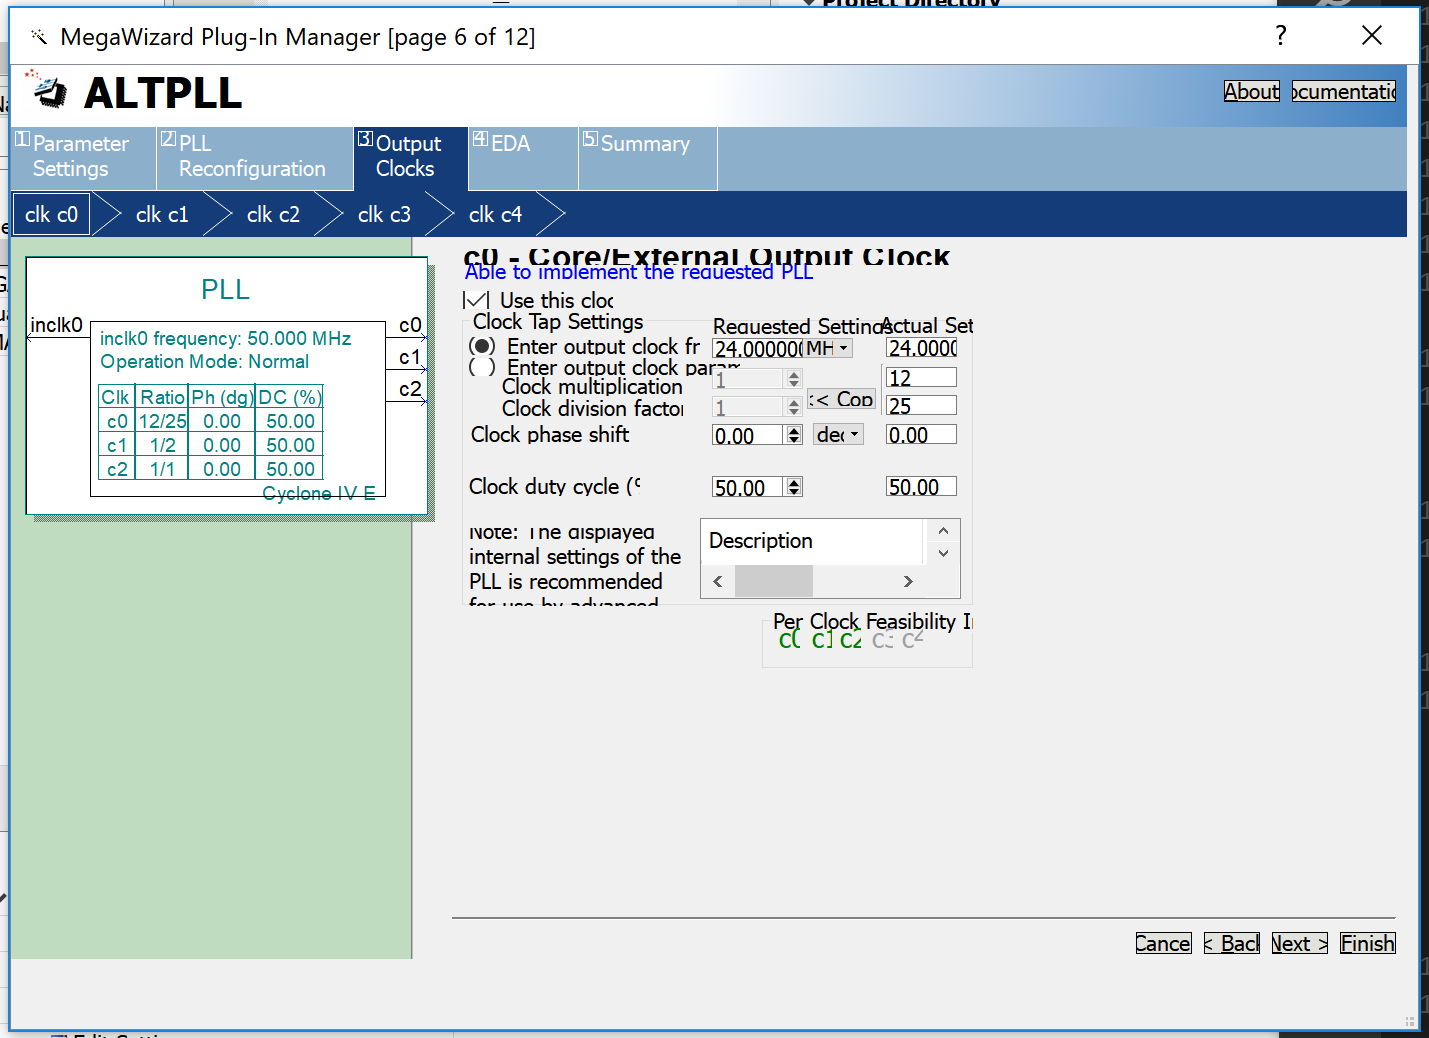 MegaWizard Plug-In Manager [page 6 of 12]
?
ALTPLL
About
ocumentatio
1 Parameter Settings
2 PLL Reconfiguration
3 Output Clocks
4 EDA
5 Summary
clk c0
clk c1
clk c2
clk c3
clk c4
PLL
inclk0
c0
c1
c2
inclk0 frequency: 50.000 MHz
Operation Mode: Normal
Clk Ratio Ph (dg) DC (%)
c0 12/25 0.00 50.00
c1 1/2 0.00 50.00
c2 1/1 0.00 50.00
Cyclone IV E
c0 - Core/External Output Clock
Able to implement the requested PLL
Use this cloc
Clock Tap Settings
Requested Settings
Actual Set
Enter output clock fr
24.000000
MH
24.0000
Enter output clock param
Clock multiplication
1
12
<< Cop
Clock division factor
1
25
Clock phase shift
0.00
deg
0.00
Clock duty cycle (%
50.00
50.00
Note: The displayed
internal settings of the
PLL is recommended
for use by advanced
Description
Per Clock Feasibility I
c0 c1 c2 c3
Cance
< Back
Next >
Finish